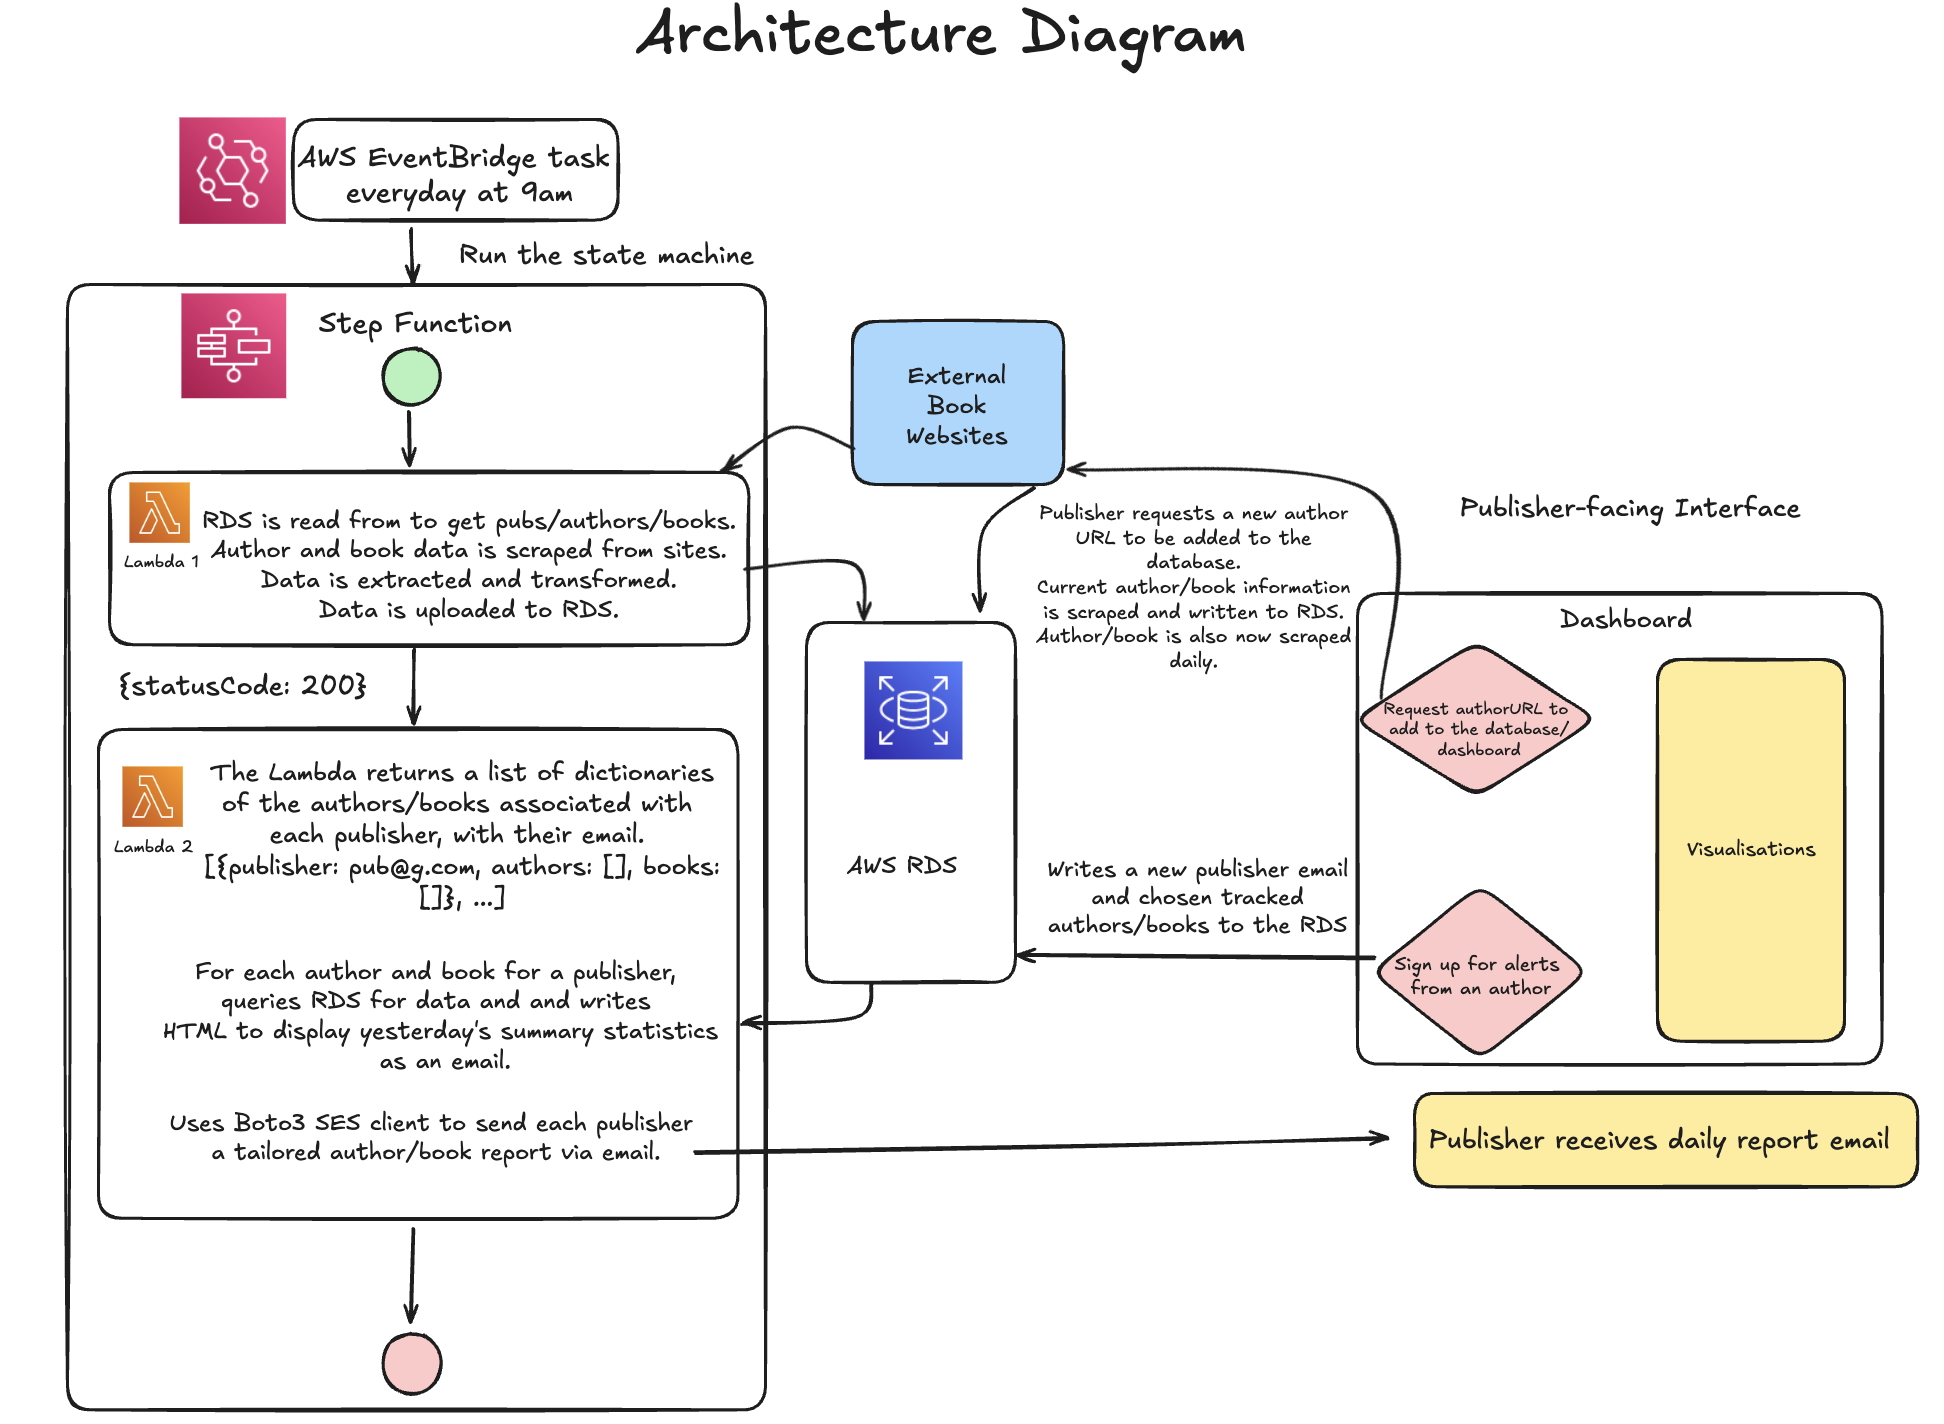 Architecture Diagram
AWS EventBridge task
everyday at 9am
Run the state machine
Step Function
External
Book
Websites
Lambda 1
RDS is read from to get pubs/authors/books.
Author and book data is scraped from sites.
Data is extracted and transformed.
Data is uploaded to RDS.
{statusCode: 200}
Lambda 2
The Lambda returns a list of dictionaries
of the authors/books associated with
each publisher, with their email.
[{publisher: pub@g.com, authors: [], books:
[]}, ...]
For each author and book for a publisher,
queries RDS for data and and writes
HTML to display yesterday's summary statistics
as an email.
Uses Boto3 SES client to send each publisher
a tailored author/book report via email.
AWS RDS
Publisher requests a new author
URL to be added to the
database.
Current author/book information
is scraped and written to RDS.
Author/book is also now scraped
daily.
Writes a new publisher email
and chosen tracked
authors/books to the RDS
Publisher-facing Interface
Dashboard
Request authorURL to
add to the database/
dashboard
Visualisations
Sign up for alerts
from an author
Publisher receives daily report email